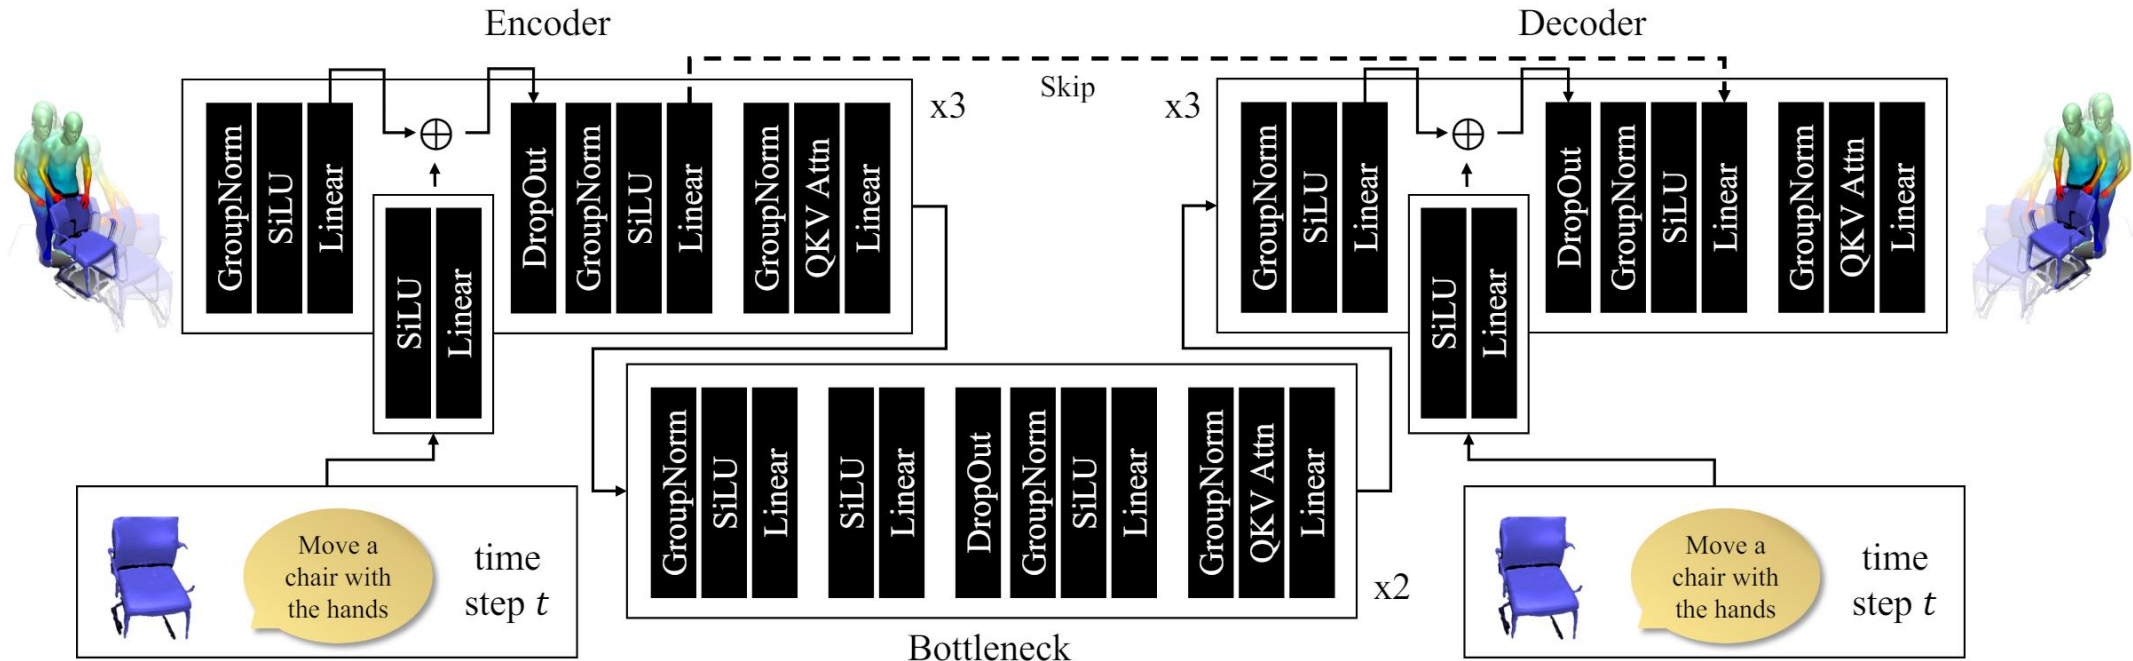 Encoder
Decoder
Skip
x3
x3
GroupNorm
SiLU
Linear
DropOut
GroupNorm
SiLU
Linear
GroupNorm
QKV Attn
Linear
SiLU
Linear
GroupNorm
SiLU
Linear
DropOut
GroupNorm
SiLU
Linear
GroupNorm
QKV Attn
Linear
SiLU
Linear
GroupNorm
SiLU
Linear
SiLU
Linear
DropOut
GroupNorm
SiLU
Linear
GroupNorm
QKV Attn
Linear
x2
Bottleneck
Move a
chair with
the hands
time
step t
Move a
chair with
the hands
time
step t